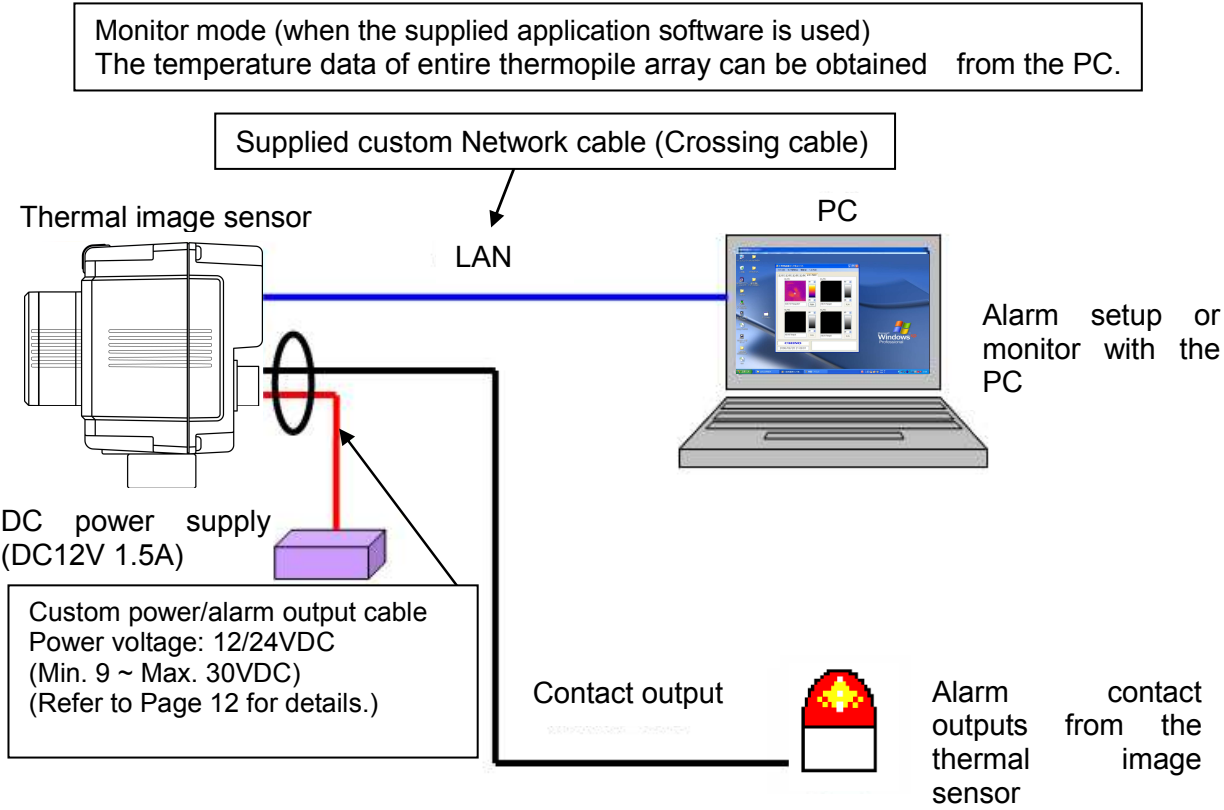 Monitor mode (when the supplied application software is used)
The temperature data of entire thermopile array can be obtained from the PC.
Supplied custom Network cable (Crossing cable)
Thermal image sensor
LAN
PC
Windows
Alarm setup or
monitor with the
PC
DC power supply
(DC12V 1.5A)
Custom power/alarm output cable
Power voltage: 12/24VDC
(Min. 9 ~ Max. 30VDC)
(Refer to Page 12 for details.)
Contact output
Alarm contact
outputs from the
thermal image
sensor